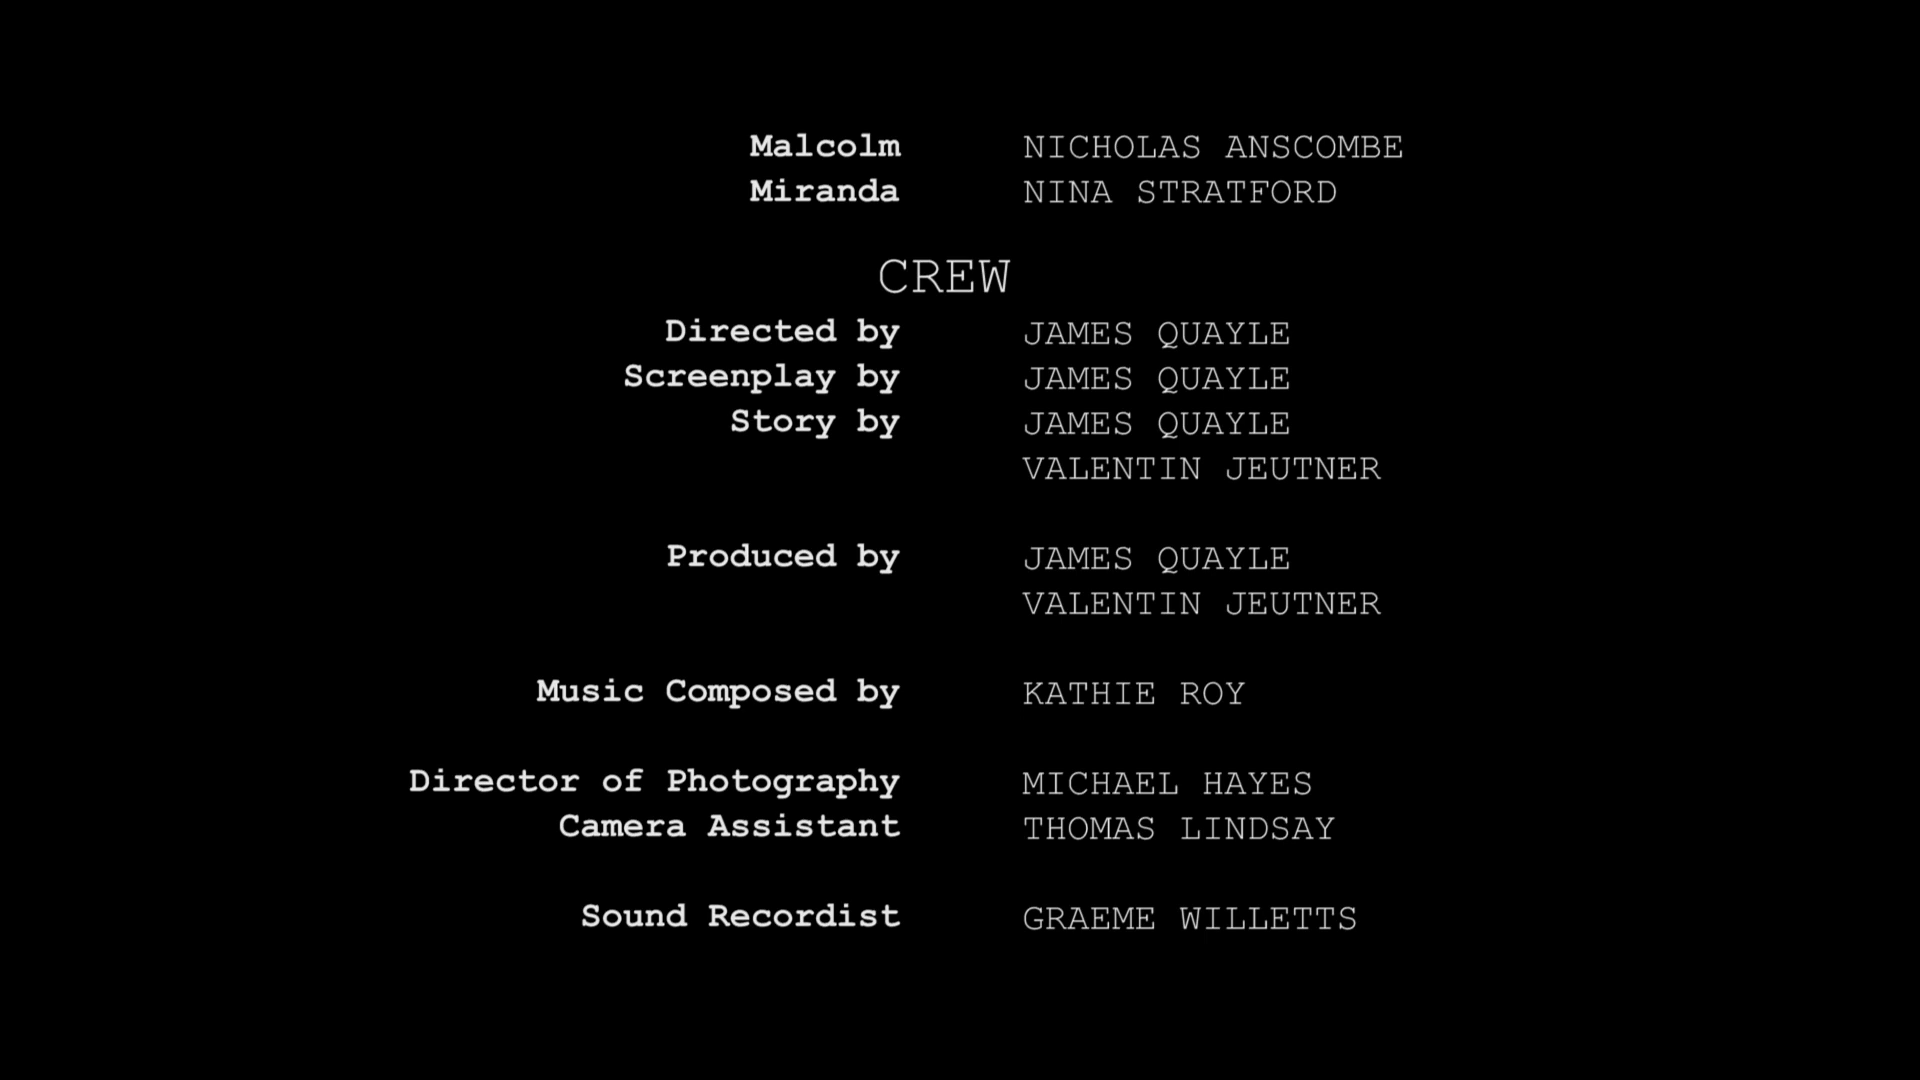 Malcolm NICHOLAS ANSCOMBE
Miranda NINA STRATFORD
CREW
Directed by JAMES QUAYLE
Screenplay by JAMES QUAYLE
Story by JAMES QUAYLE
VALENTIN JEUTNER
Produced by JAMES QUAYLE
VALENTIN JEUTNER
Music Composed by KATHIE ROY
Director of Photography MICHAEL HAYES
Camera Assistant THOMAS LINDSAY
Sound Recordist GRAEME WILLETTS